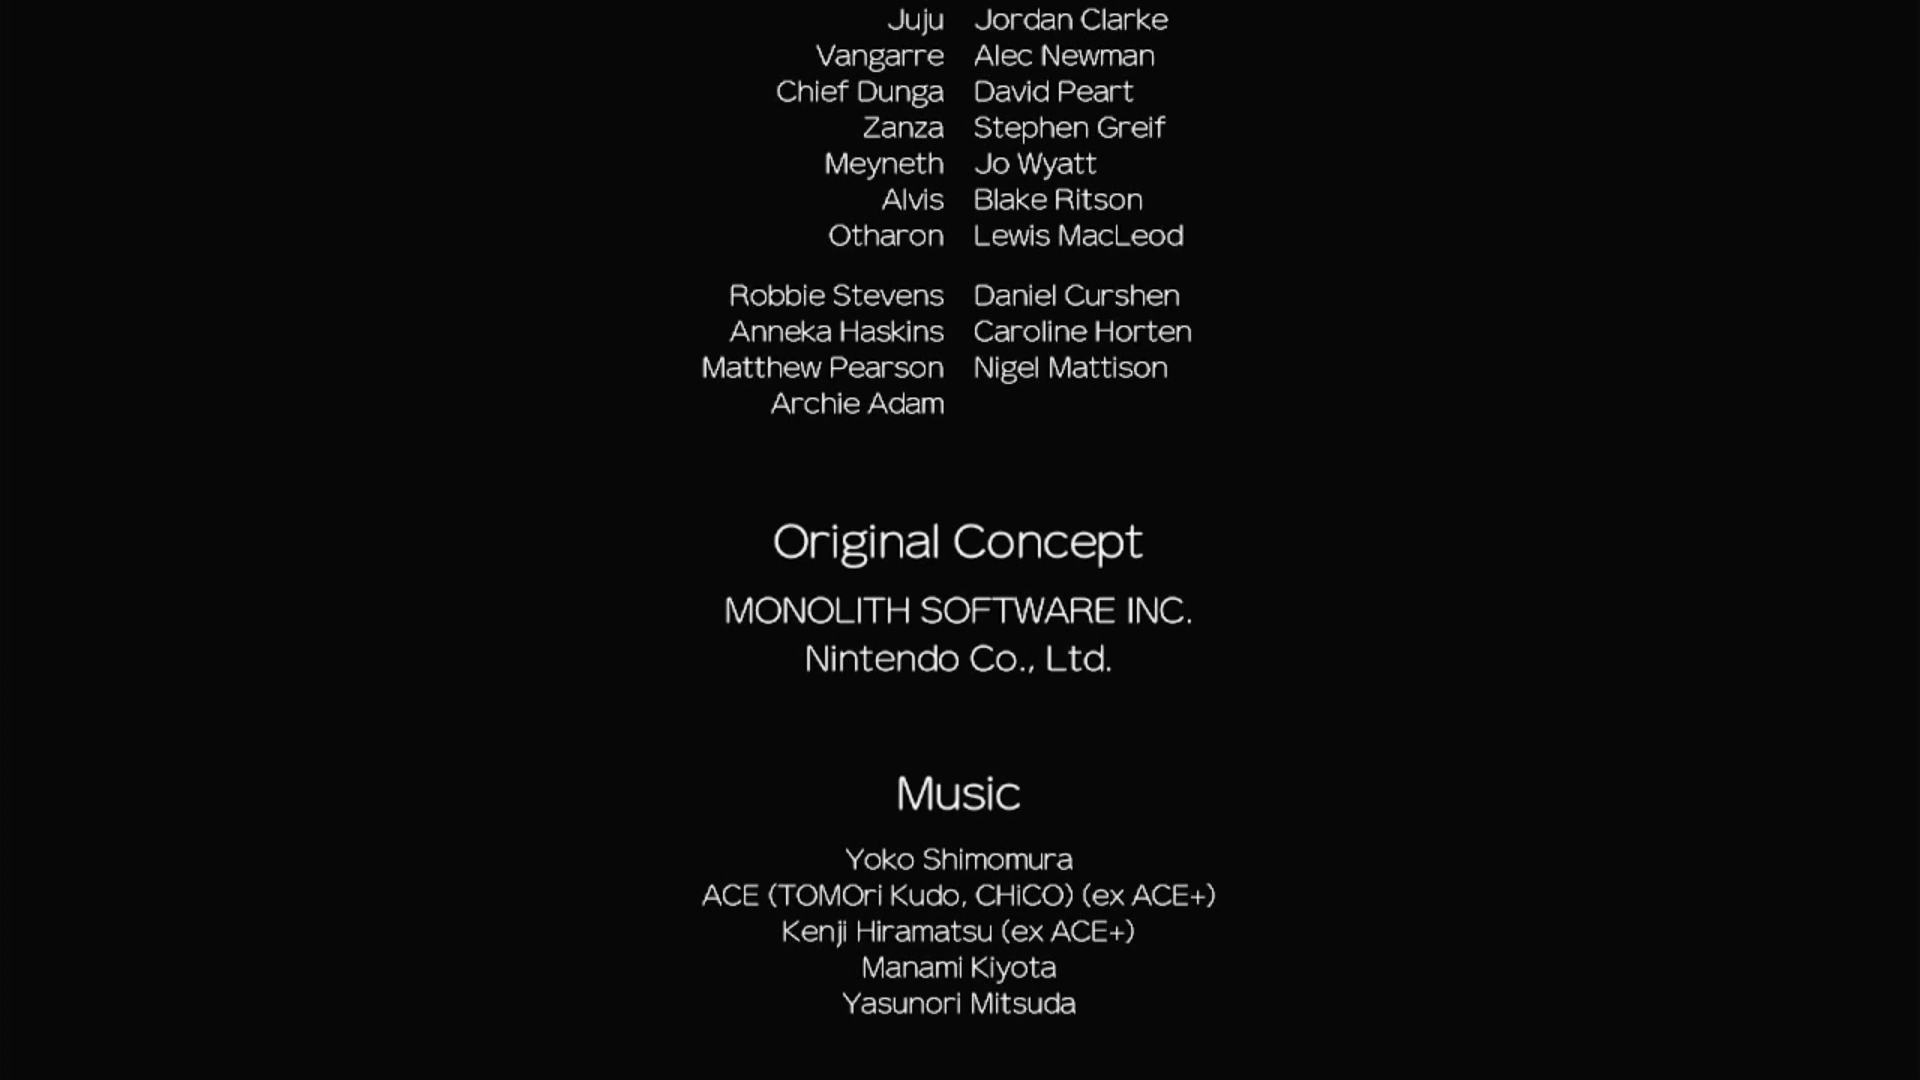 Juju Jordan Clarke
Vangarre Alec Newman
Chief Dunga David Peart
Zanza Stephen Greif
Meyneth Jo Wyatt
Alvis Blake Ritson
Otharon Lewis MacLeod
Robbie Stevens Daniel Curshen
Anneka Haskins Caroline Horten
Matthew Pearson Nigel Mattison
Archie Adam
Original Concept
MONOLITH SOFTWARE INC.
Nintendo Co., Ltd.
Music
Yoko Shimomura
ACE (TOMOri Kudo, CHiCO) (ex ACE+)
Kenji Hiramatsu (ex ACE+)
Manami Kiyota
Yasunori Mitsuda